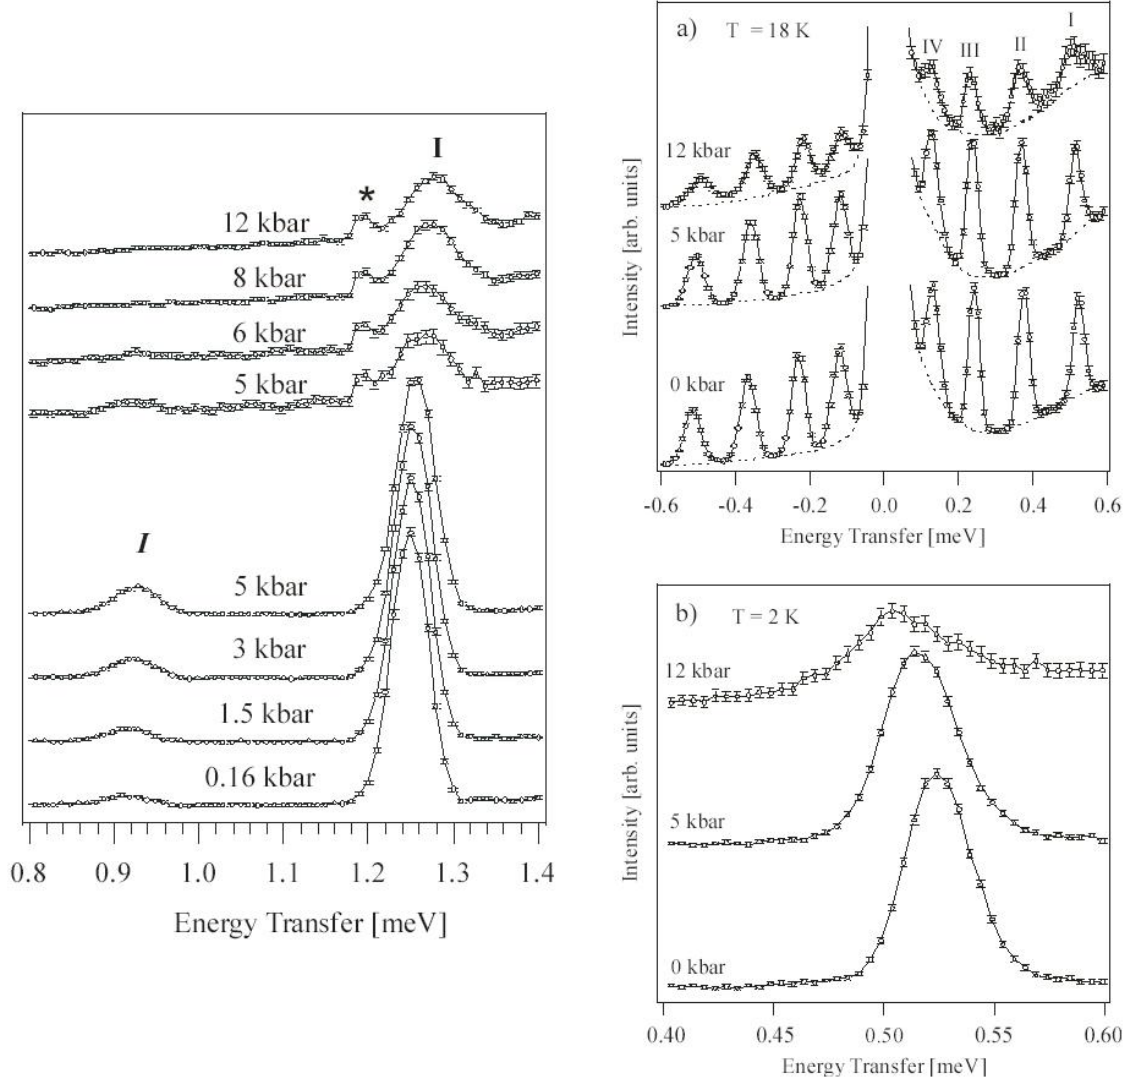 I
*
12 kbar
8 kbar
6 kbar
5 kbar
I
5 kbar
3 kbar
1.5 kbar
0.16 kbar
0.8 0.9 1.0 1.1 1.2 1.3 1.4
Energy Transfer [meV]
a) T = 18 K
I
IV III II
12 kbar
5 kbar
0 kbar
Intensity [arb. units]
-0.6 -0.4 -0.2 0.0 0.2 0.4 0.6
Energy Transfer [meV]
b) T = 2 K
12 kbar
5 kbar
0 kbar
Intensity [arb. units]
0.40 0.45 0.50 0.55 0.60
Energy Transfer [meV]